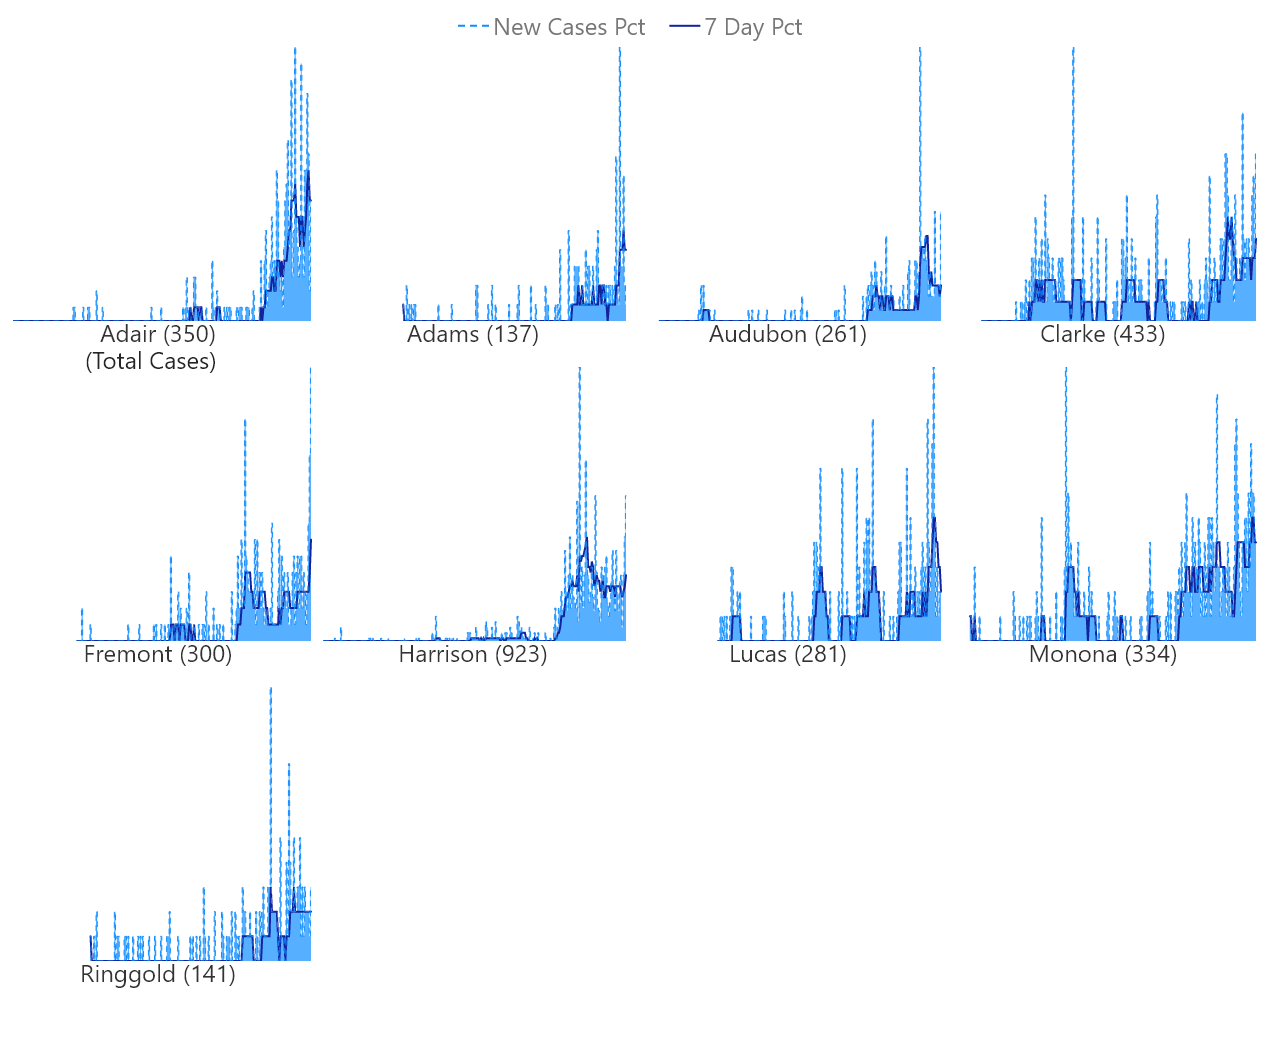 New Cases Pct 7 Day Pct
Adair (350)
(Total Cases)
Adams (137)
Audubon (261)
Clarke (433)
Fremont (300)
Harrison (923)
Lucas (281)
Monona (334)
Ringgold (141)